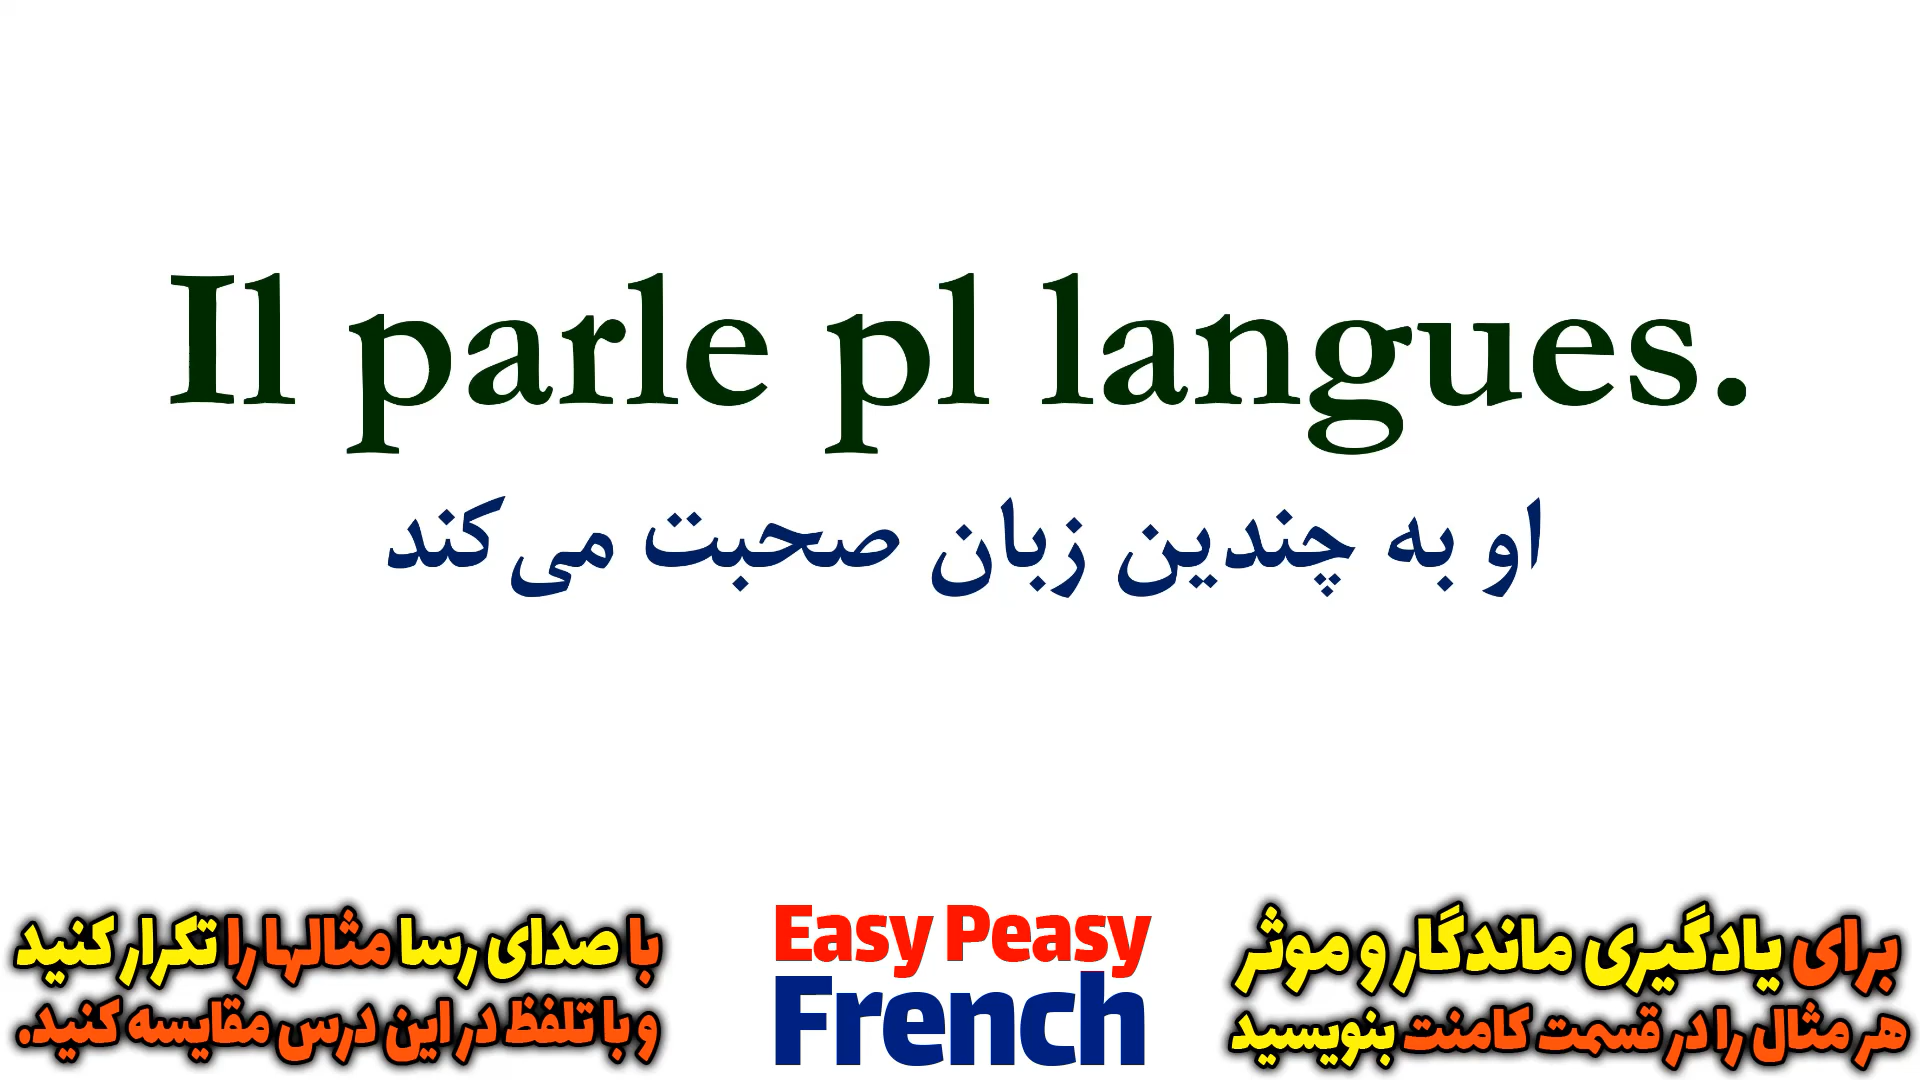 Il parle pl langues.
او به چندین زبان صحبت می‌کند
برای یادگیری ماندگار و موثر
هر مثال را در قسمت کامنت بنویسید
Easy Peasy
French
با صدای رسا مثالها را تکرار کنید
و با تلفظ در این درس مقایسه کنید.